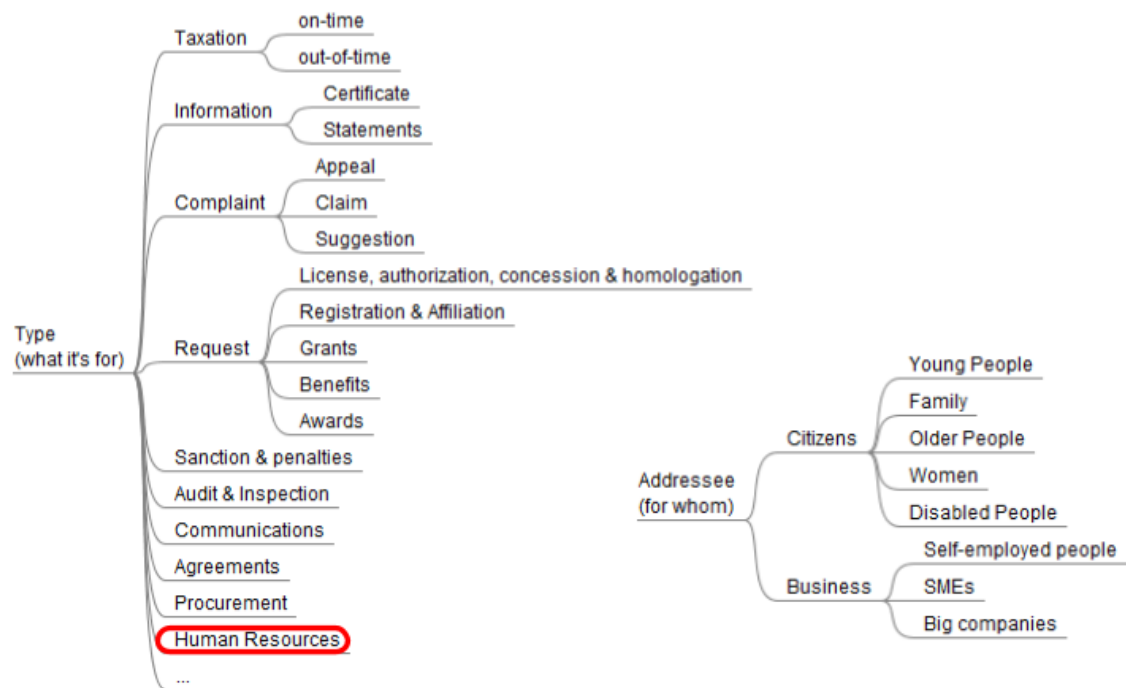 Taxation
on-time
out-of-time
Information
Certificate
Statements
Complaint
Appeal
Claim
Suggestion
Type
(what it's for)
Request
License, authorization, concession & homologation
Registration & Affiliation
Grants
Benefits
Awards
Sanction & penalties
Audit & Inspection
Communications
Agreements
Procurement
Human Resources
...
Addressee
(for whom)
Citizens
Young People
Family
Older People
Women
Disabled People
Business
Self-employed people
SMEs
Big companies